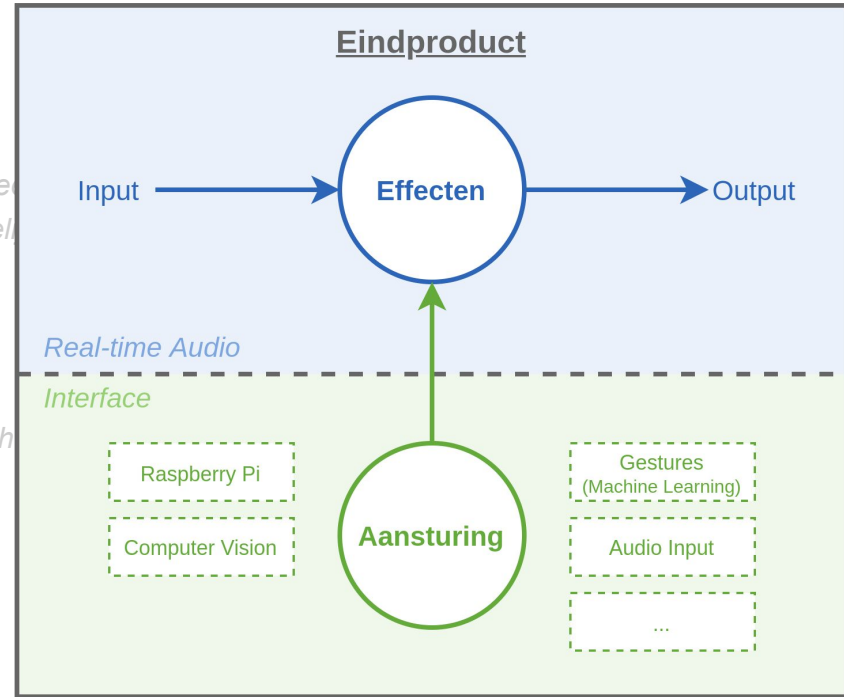 Eindproduct
Input
Effecten
Output
Real-time Audio
Interface
Raspberry Pi
Computer Vision
Aansturing
Gestures
(Machine Learning)
Audio Input
...